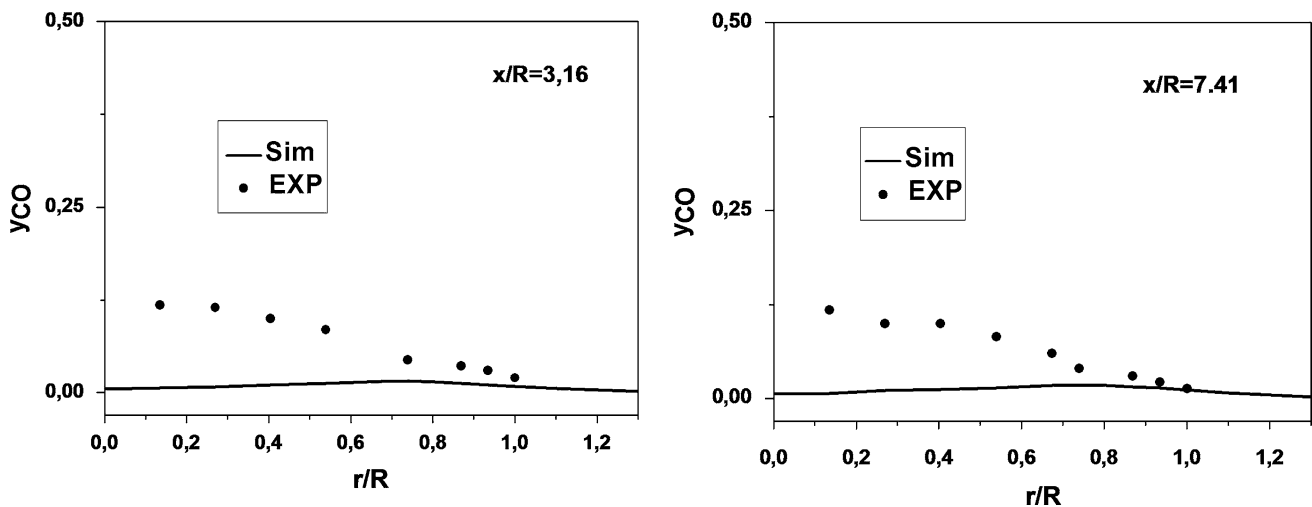 0,50
x/R=3,16
Sim
EXP
0,25
yCO
0,00
0,0 0,2 0,4 0,6 0,8 1,0 1,2
r/R
0,50
x/R=7.41
Sim
EXP
0,25
yCO
0,00
0,0 0,2 0,4 0,6 0,8 1,0 1,2
r/R